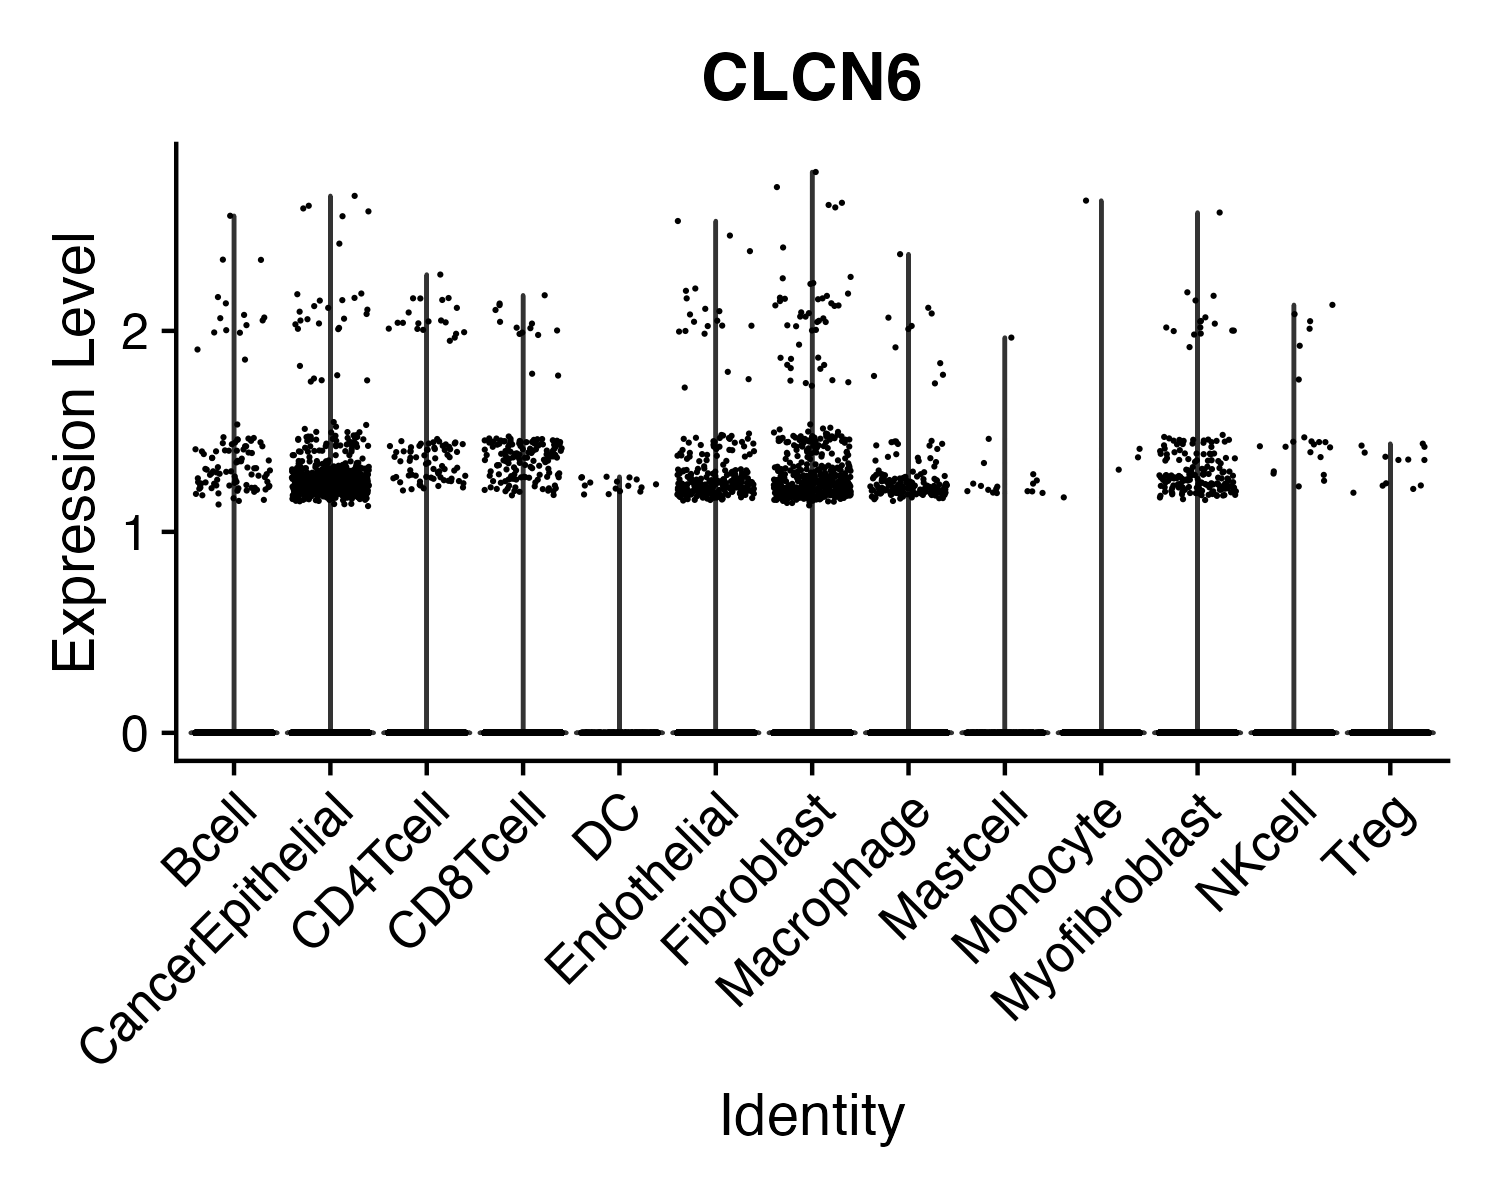 CLCN6
Expression Level
2
1
0
Bcell
CancerEpithelial
CD4Tcell
CD8Tcell
DC
Endothelial
Fibroblast
Macrophage
Mastcell
Monocyte
Myofibroblast
NKcell
Treg
Identity